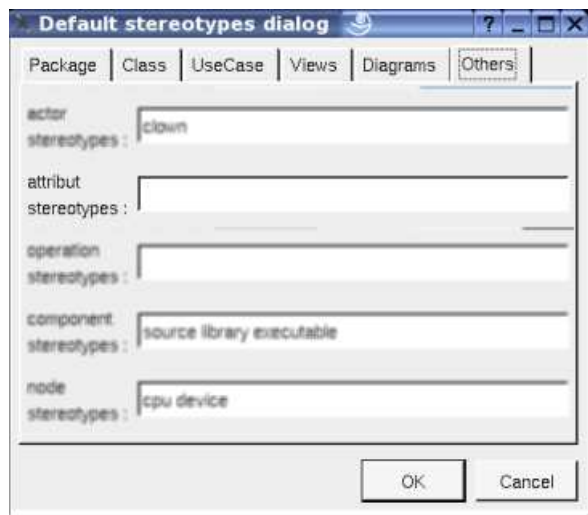 Default stereotypes dialog
Package Class UseCase Views Diagrams Others
actor
stereotypes :
clown
attribut
stereotypes :
operation
stereotypes :
component
stereotypes :
source library executable
node
stereotypes :
cpu device
OK Cancel